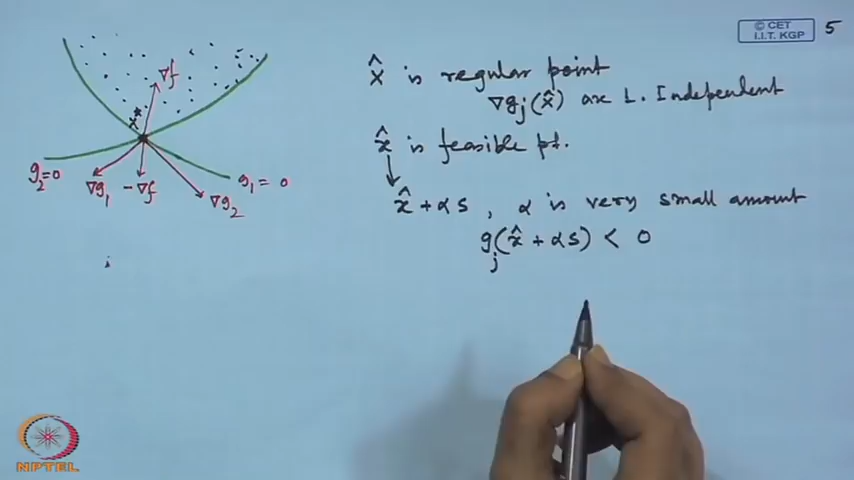 © CET
I.I.T. KGP
5
∇f
x*
g₂=0
∇g₁
-∇f
∇g₂
g₁ = 0
x̂ is regular point
∇gⱼ(x̂) are L. Independent
x̂ is feasible pt.
x̂ + αs , α is very small amount
gⱼ(x̂ + αs) < 0
NPTEL